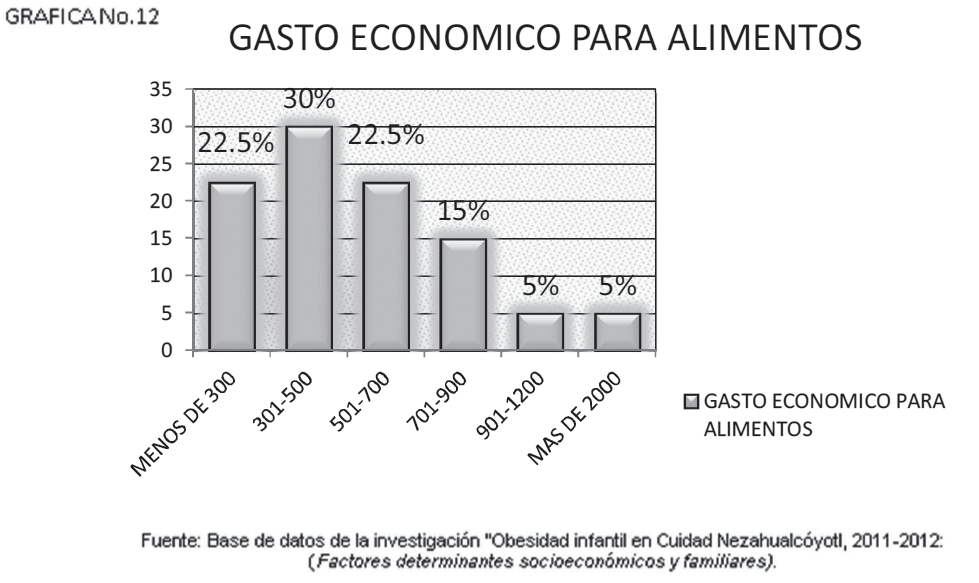 GRAFICA No.12
GASTO ECONOMICO PARA ALIMENTOS
35
30
25
20
15
10
5
0
22.5%
30%
22.5%
15%
5%
5%
MENOS DE 300
301-500
501-700
701-900
901-1200
MAS DE 2000
GASTO ECONOMICO PARA
ALIMENTOS
Fuente: Base de datos de la investigación "Obesidad infantil en Cuidad Nezahualcóyotl, 2011-2012:
(Factores determinantes socioeconómicos y familiares).